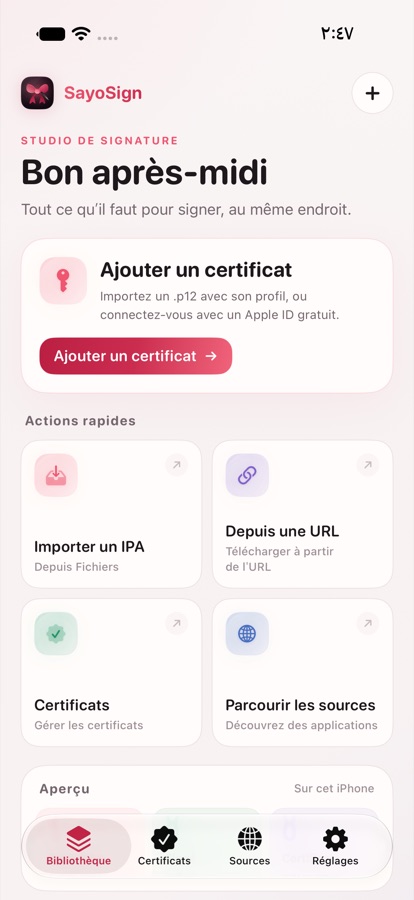 ٢:٤٧
SayoSign
STUDIO DE SIGNATURE
Bon après-midi
Tout ce qu’il faut pour signer, au même endroit.
Ajouter un certificat
Importez un .p12 avec son profil, ou
connectez-vous avec un Apple ID gratuit.
Ajouter un certificat →
Actions rapides
Importer un IPA
Depuis Fichiers
Depuis une URL
Télécharger à partir
de l’URL
Certificats
Gérer les certificats
Parcourir les sources
Découvrez des applications
Aperçu
Sur cet iPhone
Bibliothèque
Certificats
Sources
Réglages